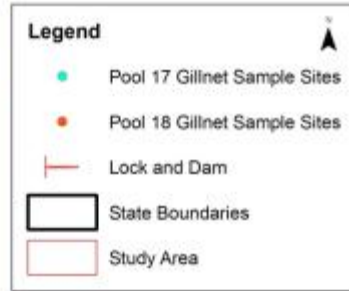 Legend
N
Pool 17 Gillnet Sample Sites
Pool 18 Gillnet Sample Sites
Lock and Dam
State Boundaries
Study Area